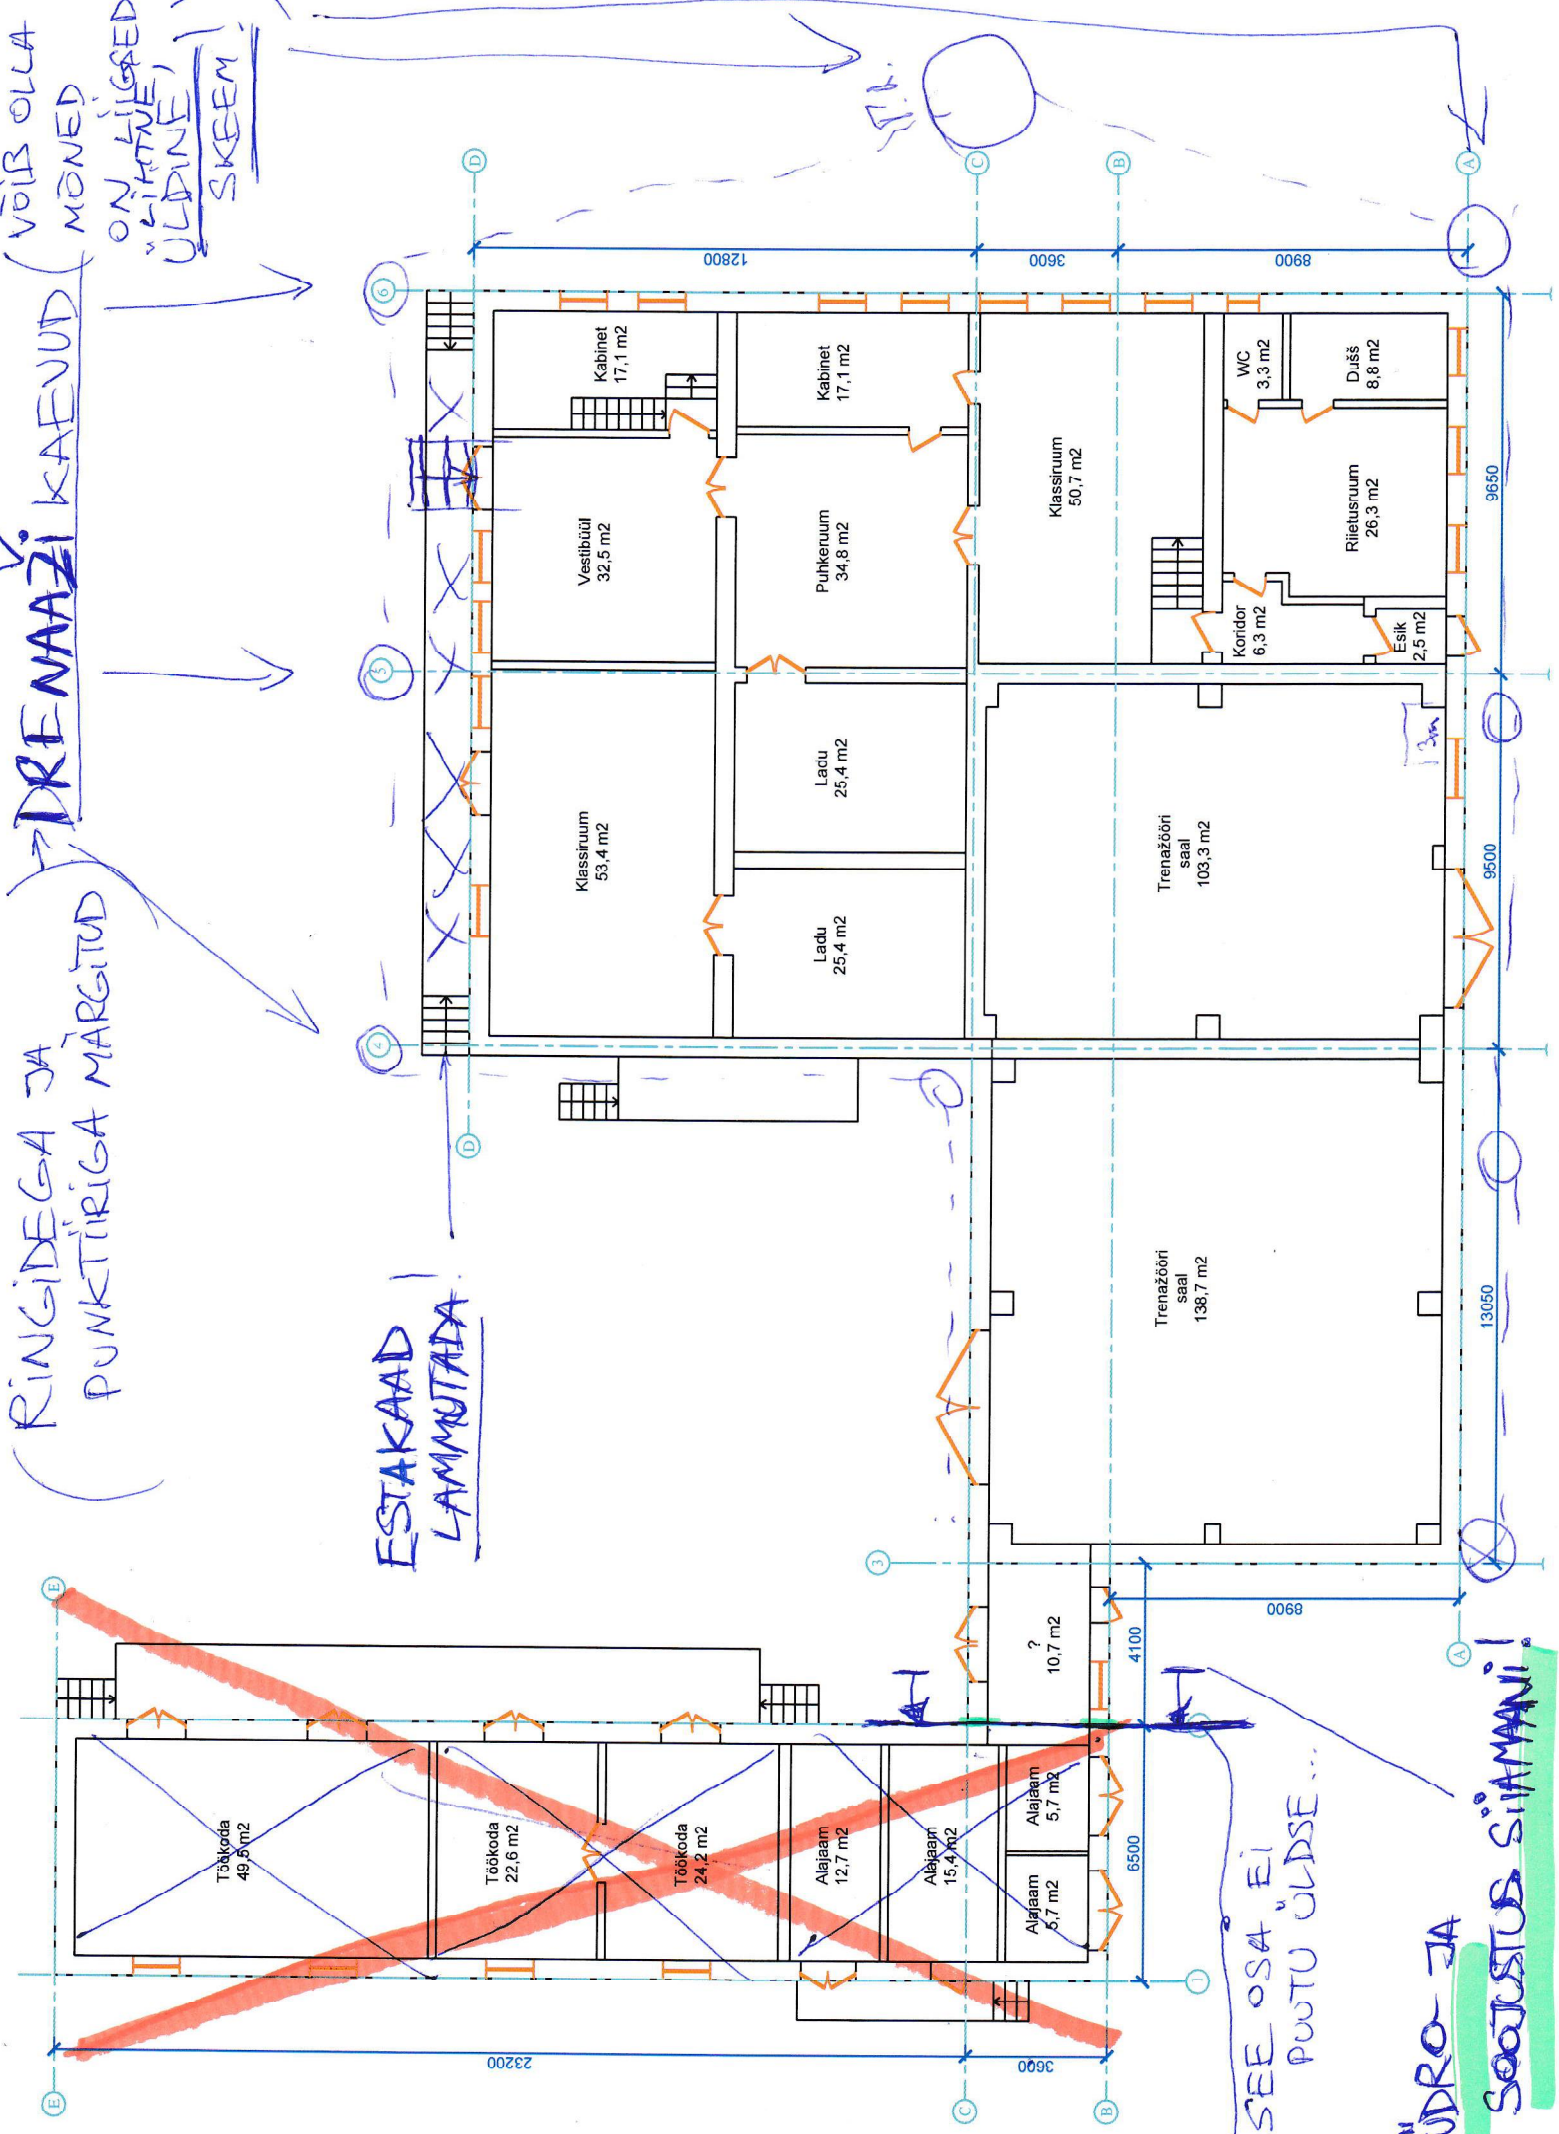 (RINGIDEGA JA
PUNKTIIRIGA MÄRGITUD)
DRENAAŽI KAEVUD
(VÕIB OLLA
MÕNED
ON LIIGSED,
LIHTNE,
ÜLDINE
SKEEM!)
ESTAKAAD
LAMMUTADA!
6
5
4
D
C
B
A
12800
3600
8900
Kabinet
17,1 m2
Kabinet
17,1 m2
Klassiruum
50,7 m2
WC
3,3 m2
Dušš
8,8 m2
Vestibüül
32,5 m2
Puhkeruum
34,8 m2
Riietusruum
26,3 m2
Koridor
6,3 m2
Esik
2,5 m2
9650
Klassiruum
53,4 m2
Ladu
25,4 m2
Ladu
25,4 m2
Trenažööri
saal
103,3 m2
3m
9500
D
Trenažööri
saal
138,7 m2
13050
3
E
?
10,7 m2
4100
8900
A
Töökoda
49,5 m2
Töökoda
22,6 m2
Töökoda
24,2 m2
Alajaam
12,7 m2
Alajaam
15,4 m2
Alajaam
5,7 m2
Alajaam
5,7 m2
6500
1
23200
3600
E
C
B
SEE OSA EI
PUUTU ÜLDSE...
JA
SOOJUSTUS SIIAMAANI!